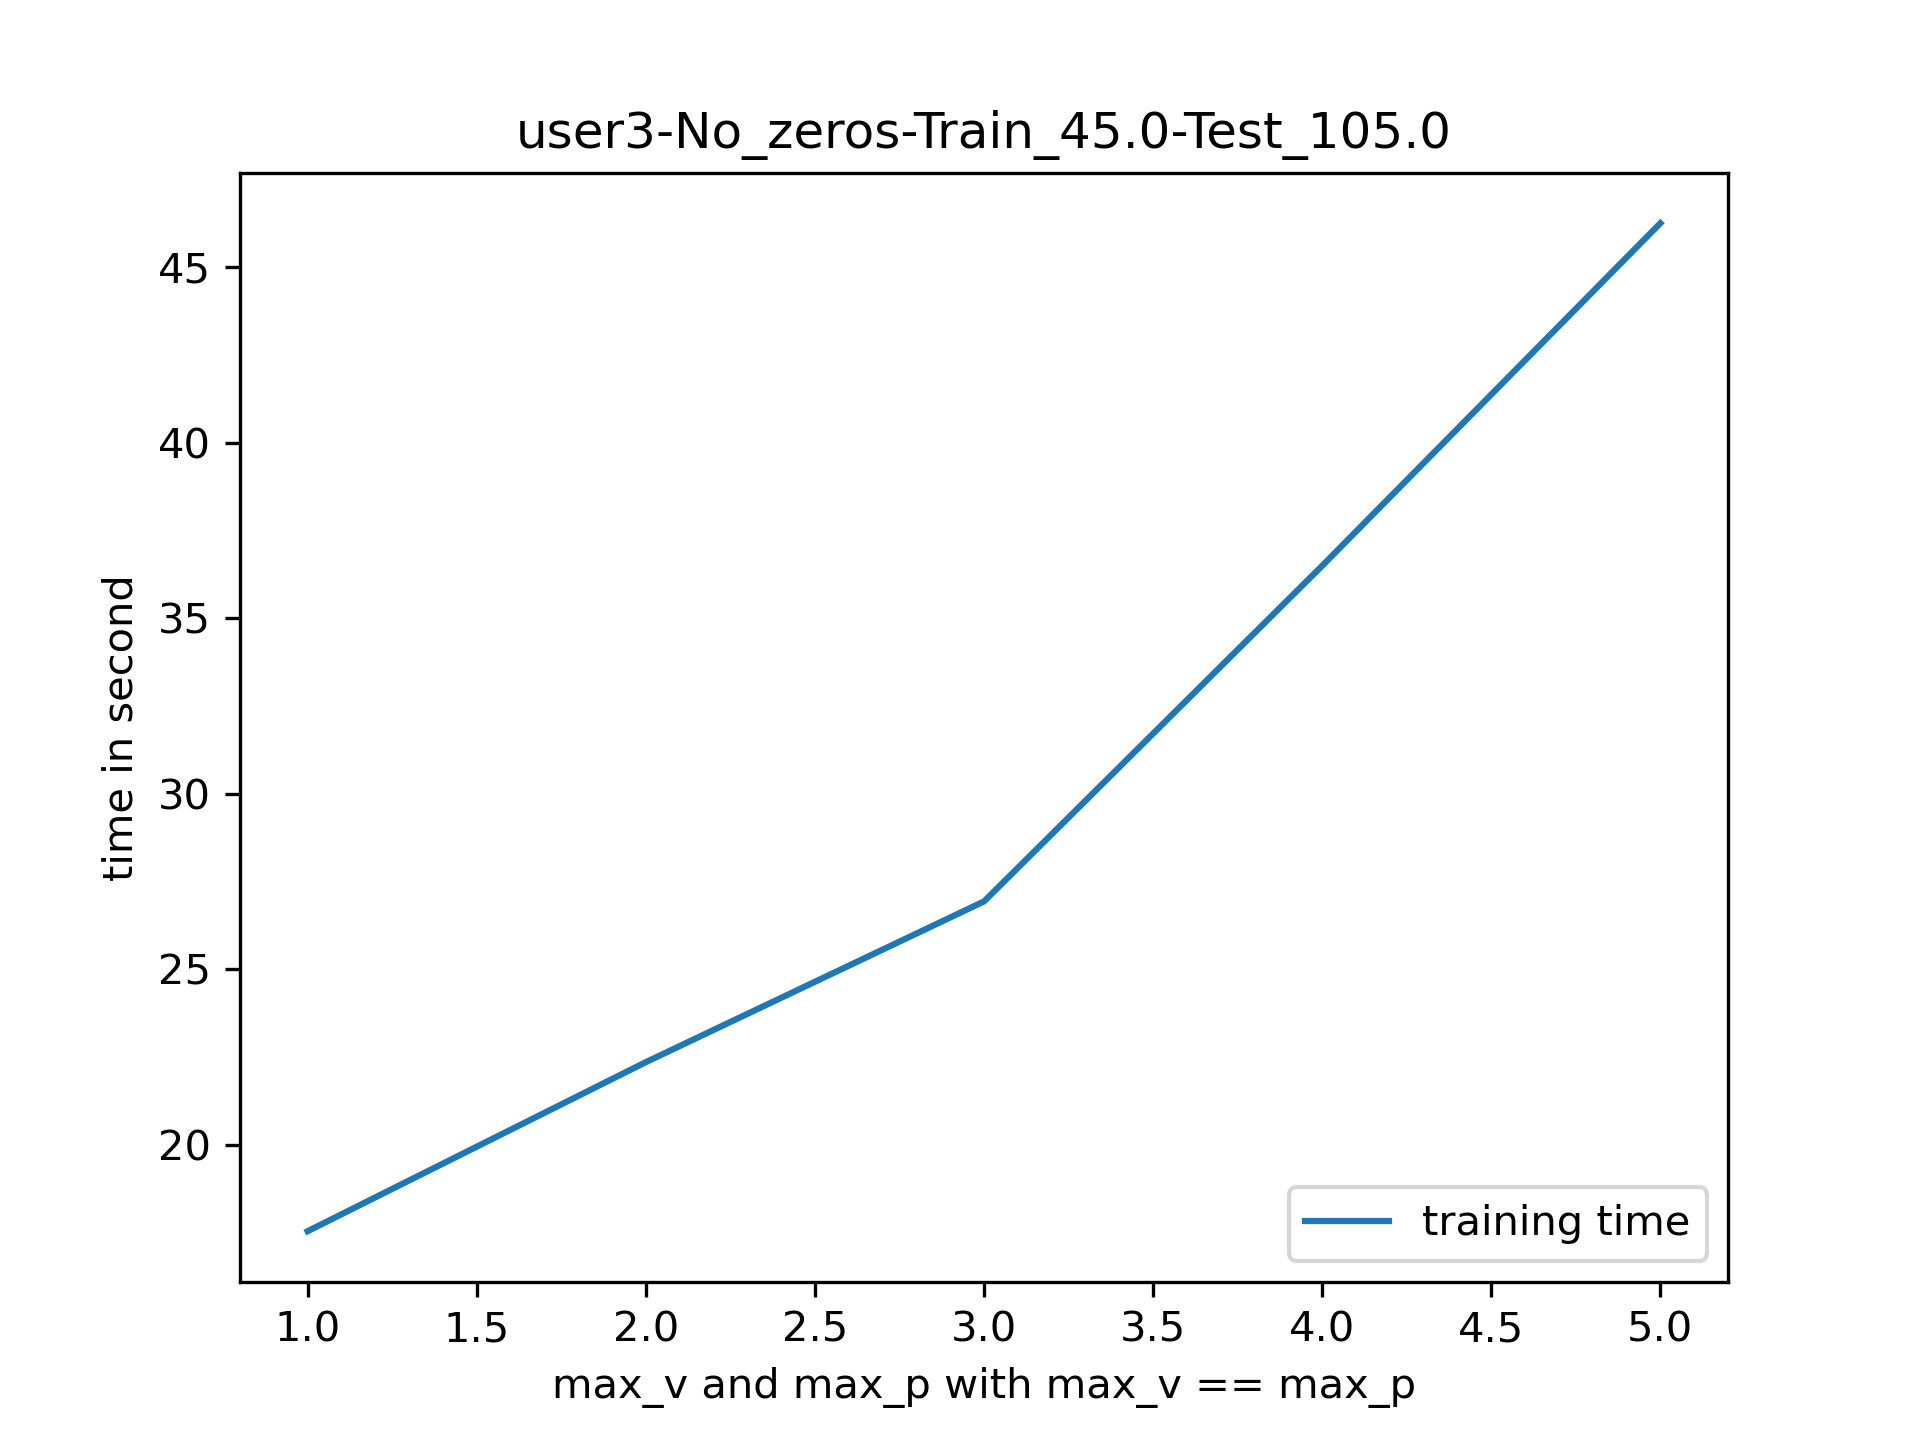 user3-No_zeros-Train_45.0-Test_105.0
45
40
35
30
25
20
time in second
training time
1.0 1.5 2.0 2.5 3.0 3.5 4.0 4.5 5.0
max_v and max_p with max_v == max_p